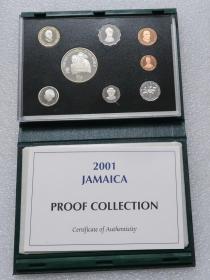 2001
JAMAICA
PROOF COLLECTION
Certificate of Authenticity